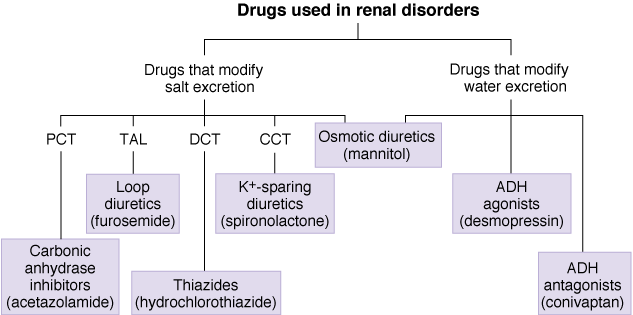 Drugs used in renal disorders
Drugs that modify
salt excretion
Drugs that modify
water excretion
PCT
TAL
DCT
CCT
Osmotic diuretics
(mannitol)
Loop
diuretics
(furosemide)
K+-sparing
diuretics
(spironolactone)
ADH
agonists
(desmopressin)
Carbonic
anhydrase
inhibitors
(acetazolamide)
Thiazides
(hydrochlorothiazide)
ADH
antagonists
(conivaptan)